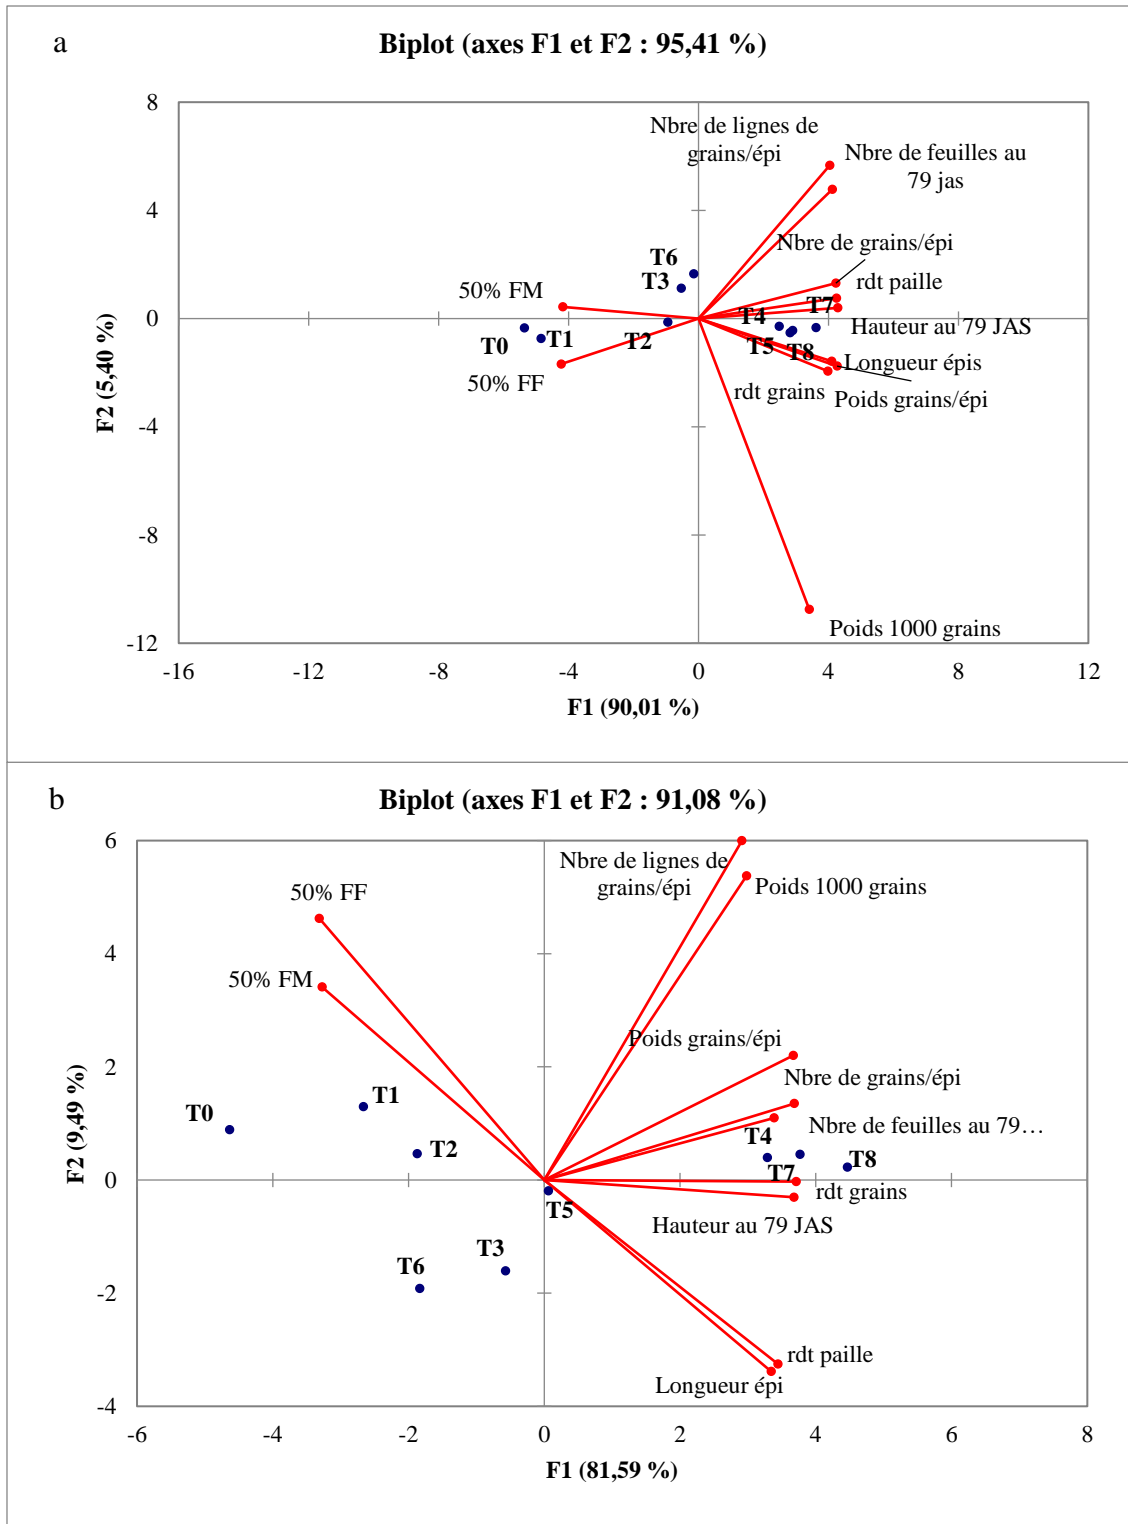 a
Biplot (axes F1 et F2 : 95,41 %)
8
4
0
-4
-8
-12
F2 (5,40 %)
Nbre de lignes de
grains/épi
Nbre de feuilles au
79 jas
Nbre de grains/épi
rdt paille
T6
T3
50% FM
T7
T4
Hauteur au 79 JAS
T0
T1
T2
T5
T8
Longueur épis
50% FF
rdt grains
Poids grains/épi
Poids 1000 grains
-16
-12
-8
-4
0
4
8
12
F1 (90,01 %)
b
Biplot (axes F1 et F2 : 91,08 %)
6
4
2
0
-2
-4
F2 (9,49 %)
Nbre de lignes de
grains/épi
Poids 1000 grains
50% FF
50% FM
Poids grains/épi
Nbre de grains/épi
Nbre de feuilles au 79…
T1
T0
T2
T4
T7
T8
rdt grains
T5
Hauteur au 79 JAS
T3
T6
rdt paille
Longueur épi
-6
-4
-2
0
2
4
6
8
F1 (81,59 %)